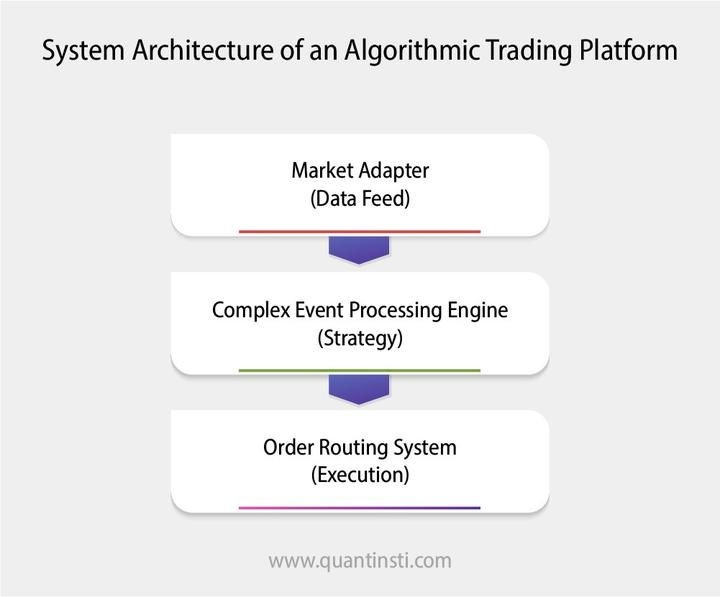 System Architecture of an Algorithmic Trading Platform
Market Adapter
(Data Feed)
Complex Event Processing Engine
(Strategy)
Order Routing System
(Execution)
www.quantinsti.com